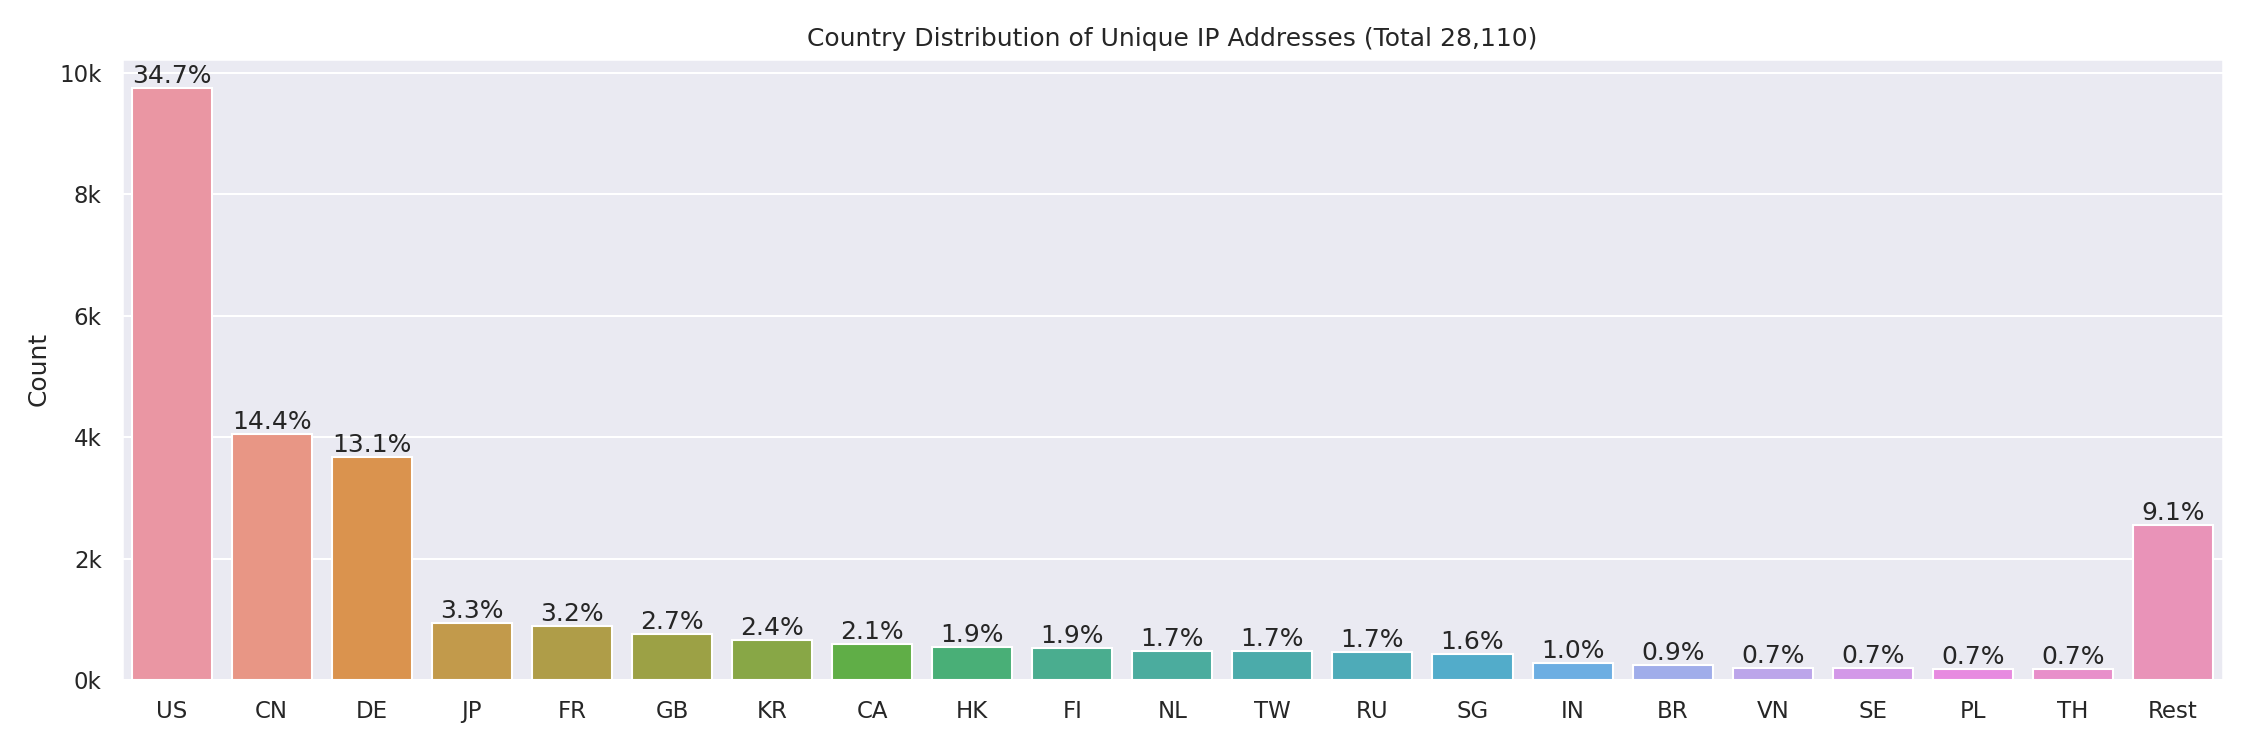 Country Distribution of Unique IP Addresses (Total 28,110)
10k
8k
6k
4k
2k
0k
Count
34.7%
14.4%
13.1%
3.3%
3.2%
2.7%
2.4%
2.1%
1.9%
1.9%
1.7%
1.7%
1.7%
1.6%
1.0%
0.9%
0.7%
0.7%
0.7%
0.7%
9.1%
US CN DE JP FR GB KR CA HK FI NL TW RU SG IN BR VN SE PL TH Rest